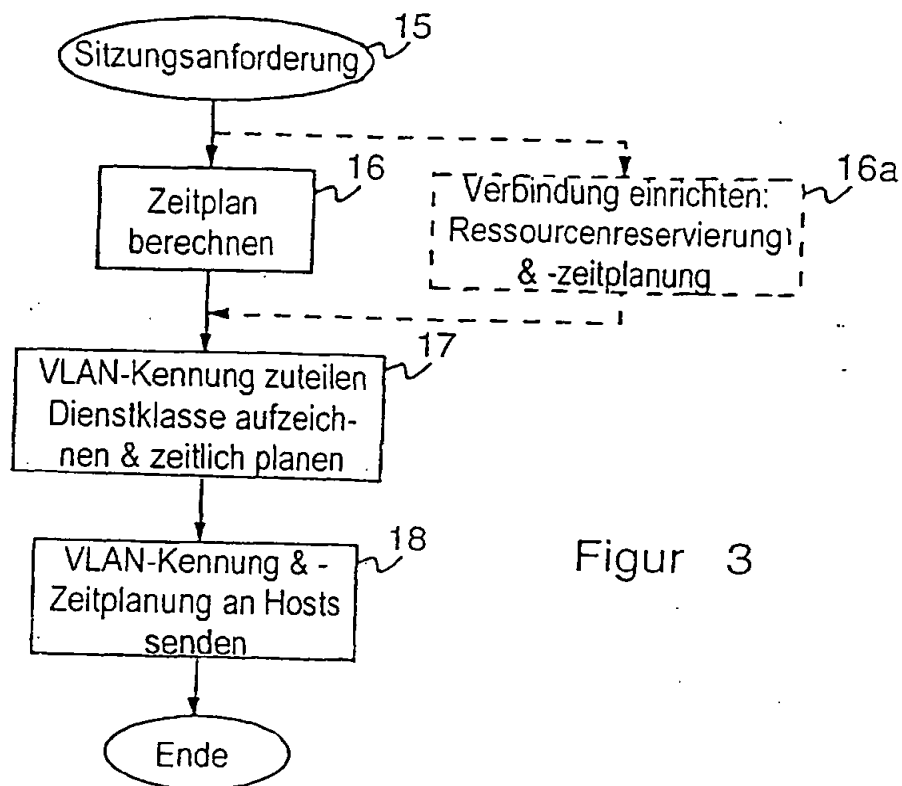 15
Sitzungsanforderung
16
Zeitplan
berechnen
16a
Verbindung einrichten:
Ressourcenreservierung
& -zeitplanung
17
VLAN-Kennung zuteilen
Dienstklasse aufzeich-
nen & zeitlich planen
18
VLAN-Kennung & -
Zeitplanung an Hosts
senden
Figur 3
Ende